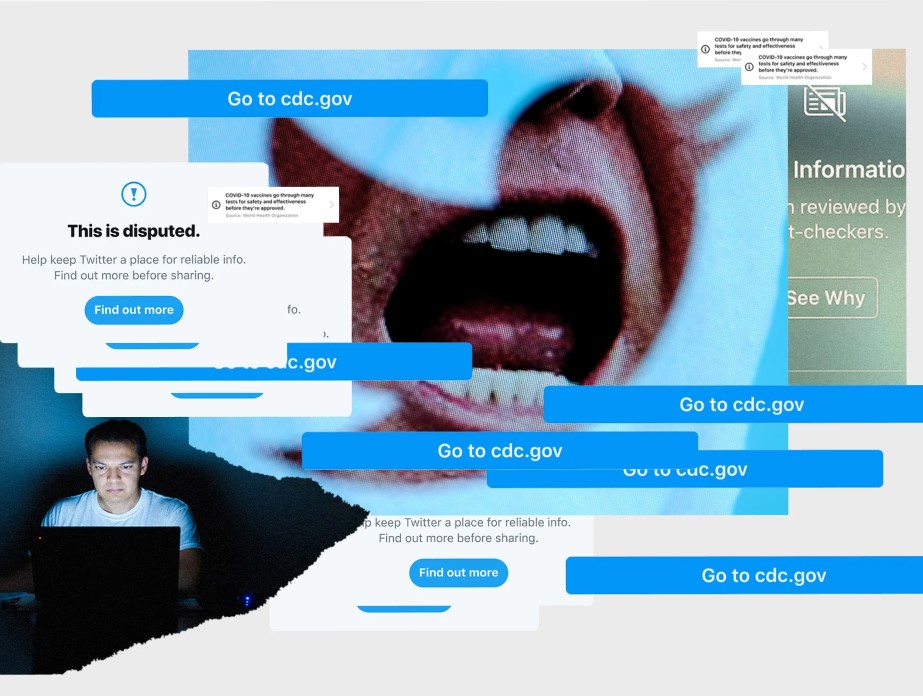 COVID-19 vaccines go through many
tests for safety and effectiveness
before they
Source: Wor
COVID-19 vaccines go through many
tests for safety and effectiveness
before they're approved.
Source: World Health Organization
Go to cdc.gov
Informatio
reviewed by
t-checkers.
See Why
COVID-19 vaccines go through many
tests for safety and effectiveness
before they're approved.
Source: World Health Organization
This is disputed.
Help keep Twitter a place for reliable info.
Find out more before sharing.
Find out more
fo.
Go to cdc.gov
Go to cdc.gov
Go to cdc.gov
Go to cdc.gov
keep Twitter a place for reliable info.
Find out more before sharing.
Find out more
Go to cdc.gov